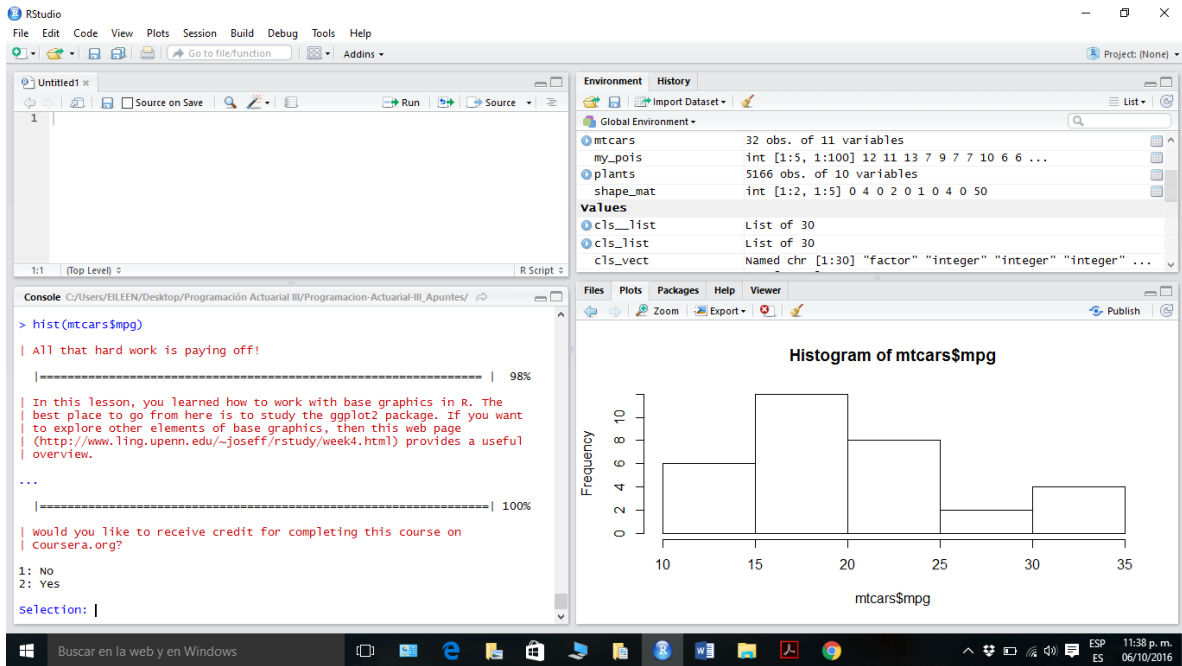 RStudio
File Edit Code View Plots Session Build Debug Tools Help
Go to file/function
Addins
Project: (None)
Untitled1
Source on Save
Run
Source
1
1:1 (Top Level)
R Script
Console C:/Users/EILEEN/Desktop/Programación Actuarial III/Programacion-Actuarial-III_Apuntes/
> hist(mtcars$mpg)
| All that hard work is paying off!
|================================================================== | 98%
| In this lesson, you learned how to work with base graphics in R. The
| best place to go from here is to study the ggplot2 package. If you want
| to explore other elements of base graphics, then this web page
| (http://www.ling.upenn.edu/~joseff/rstudy/week4.html) provides a useful
| overview.
...
|===================================================================| 100%
| Would you like to receive credit for completing this course on
| Coursera.org?
1: No
2: Yes
Selection:
Environment History
Import Dataset
List
Global Environment
mtcars 32 obs. of 11 variables
my_pois int [1:5, 1:100] 12 11 13 7 9 7 7 10 6 6 ...
plants 5166 obs. of 10 variables
shape_mat int [1:2, 1:5] 0 4 0 2 0 1 0 4 0 50
Values
cls__list List of 30
cls_list List of 30
cls_vect Named chr [1:30] "factor" "integer" "integer" "integer" ...
Files Plots Packages Help Viewer
Zoom Export
Publish
Histogram of mtcars$mpg
Frequency
0 2 4 6 8 10
10 15 20 25 30 35
mtcars$mpg
Buscar en la web y en Windows
ESP
ES
11:38 p. m.
06/10/2016